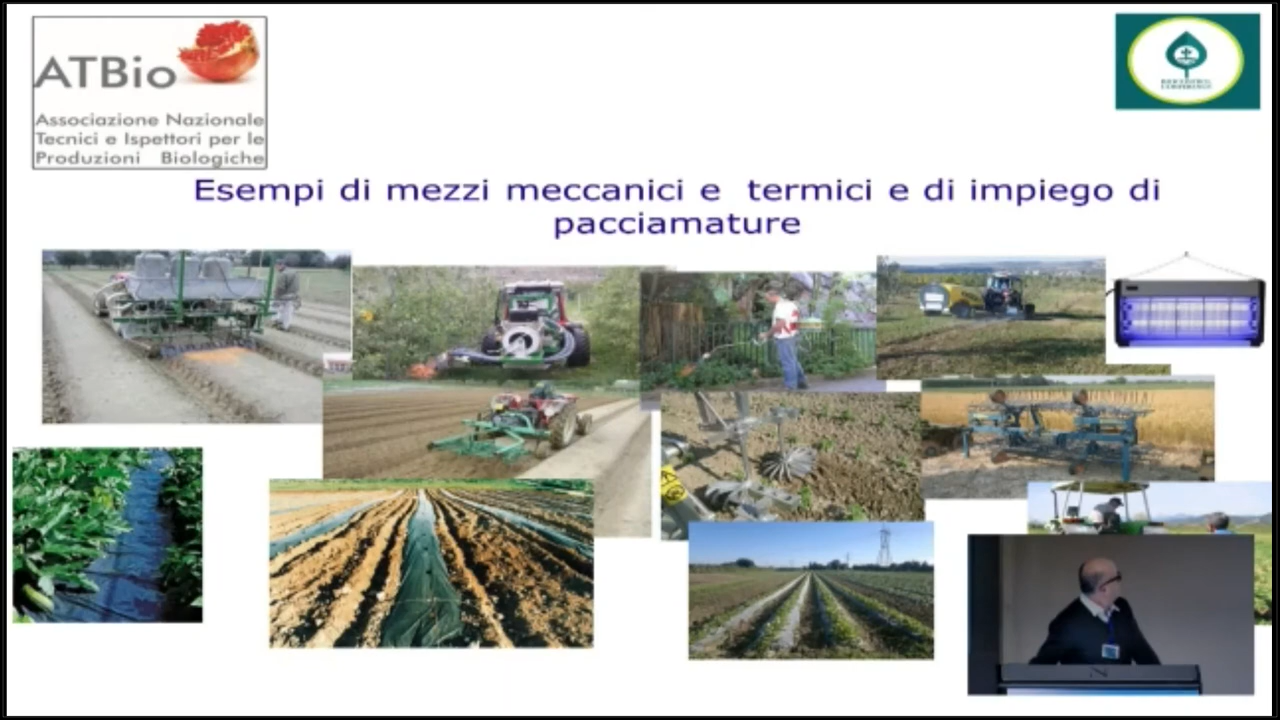 ATBio
Associazione Nazionale
Tecnici e Ispettori per le
Produzioni Biologiche
Esempi di mezzi meccanici e termici e di impiego di
pacciamature